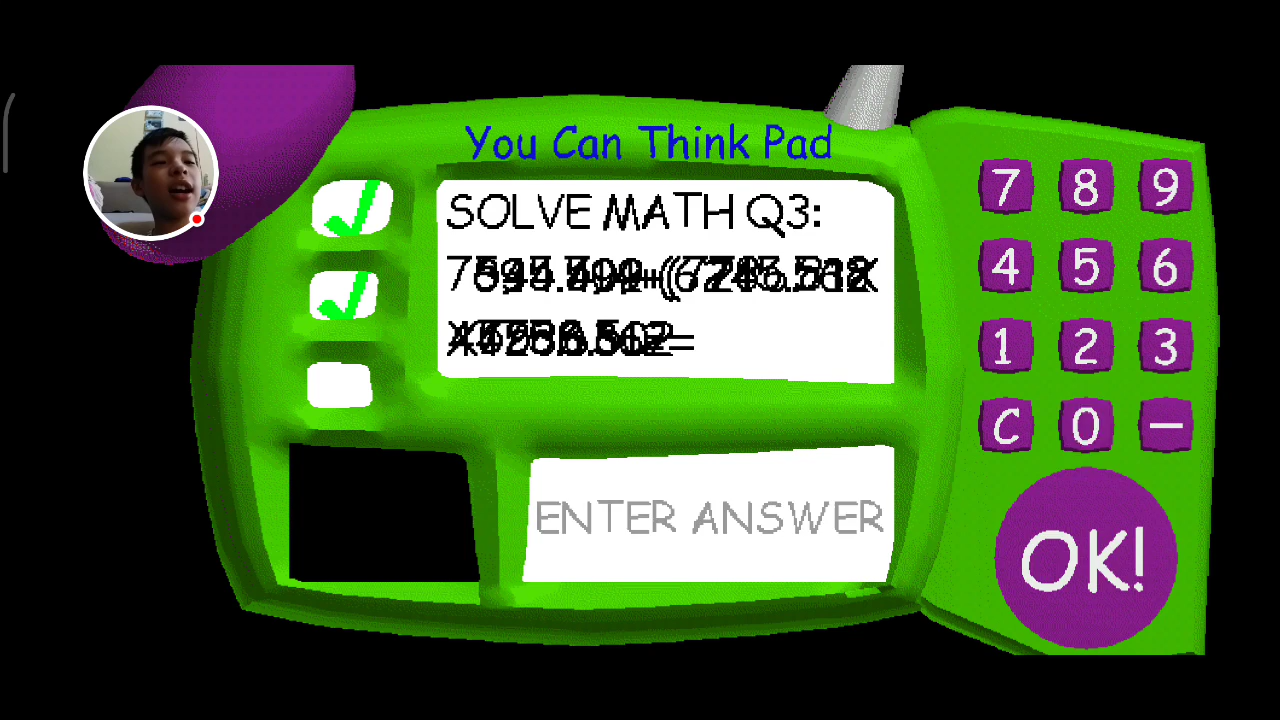 You Can Think Pad
SOLVE MATH Q3:
7 8 9
4 5 6
1 2 3
C 0 –
ENTER ANSWER
OK!